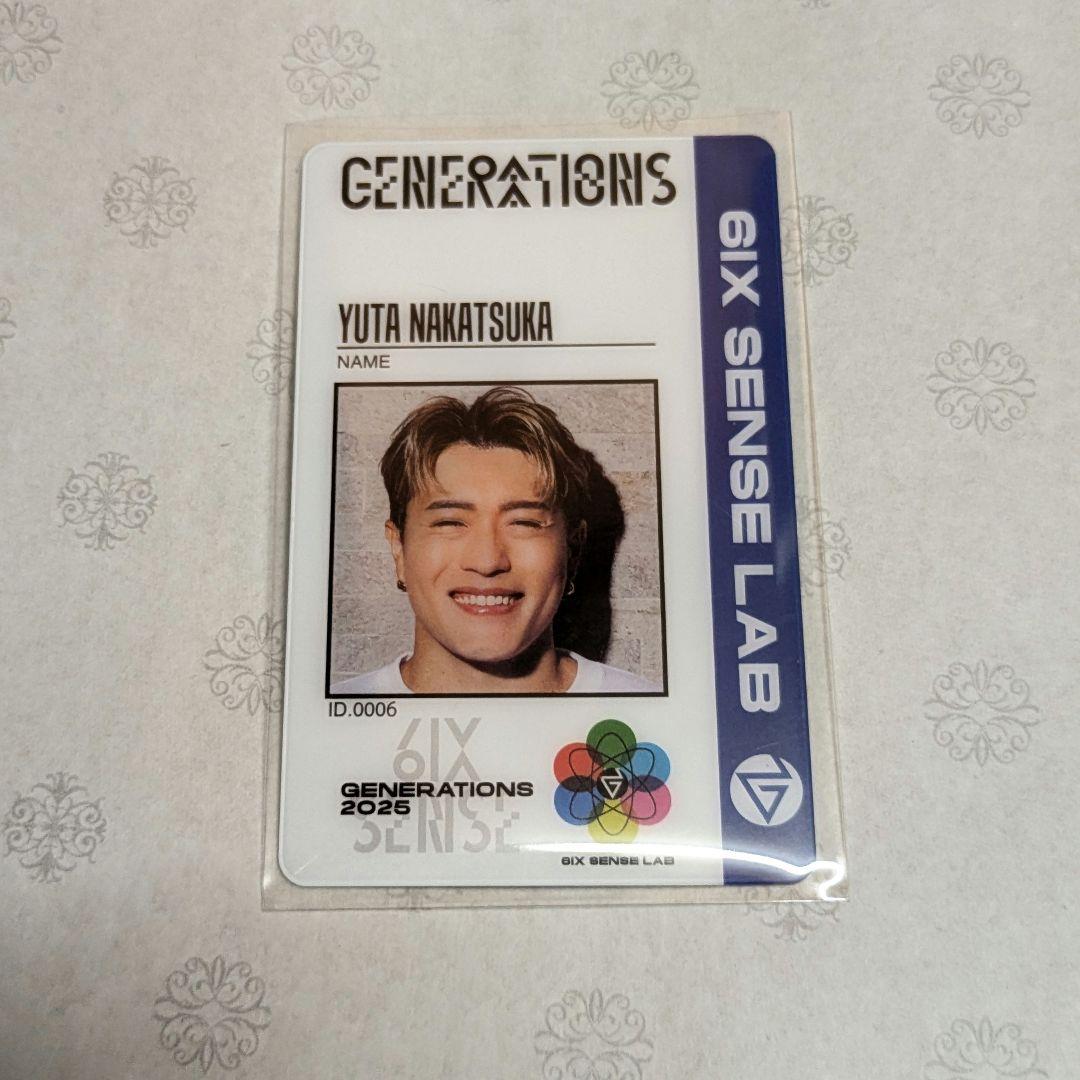 GENERATIONS
YUTA NAKATSUKA
NAME
ID.0006
6IX
SENSE
GENERATIONS
2025
6IX SENSE LAB
6IX SENSE LAB